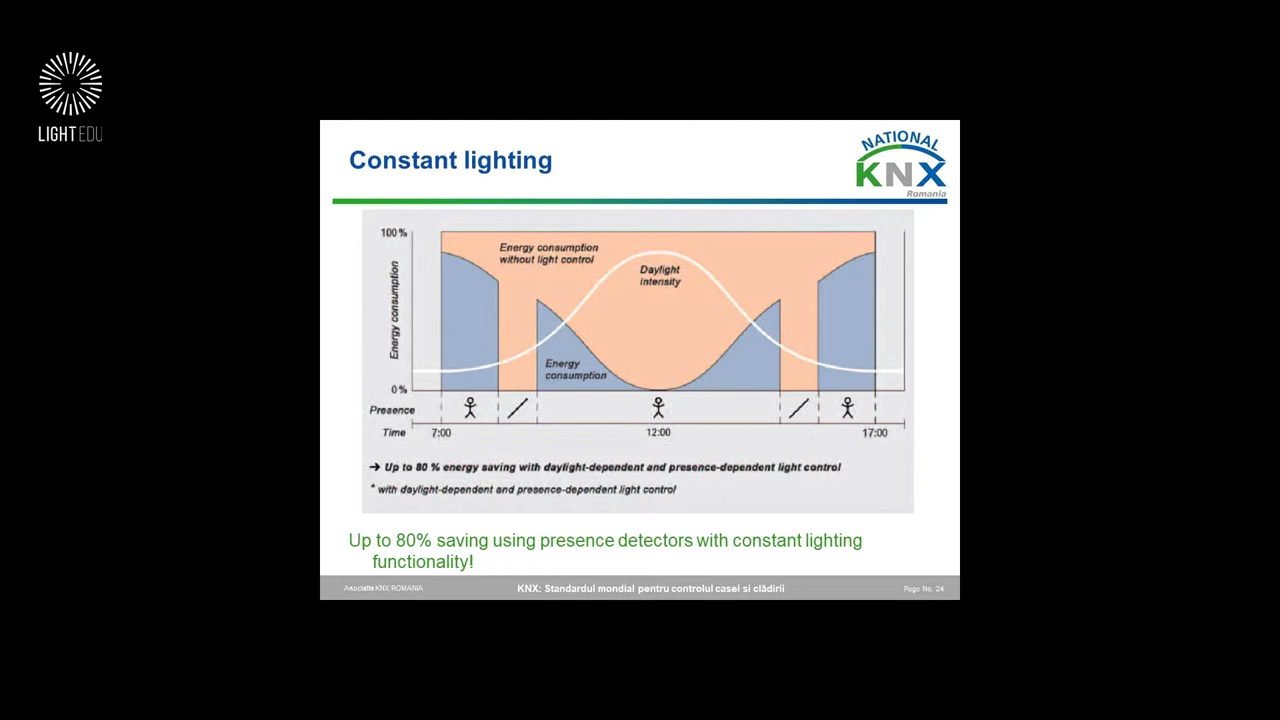 LIGHT EDU
Constant lighting
NATIONAL
KNX
Romania
100 %
Energy consumption
without light control
Daylight
intensity
Energy consumption
Energy
consumption
0 %
Presence
Time 7:00 12:00 17:00
➔ Up to 80 % energy saving with daylight-dependent and presence-dependent light control
* with daylight-dependent and presence-dependent light control
Up to 80% saving using presence detectors with constant lighting
functionality!
Asociatia KNX ROMANIA KNX: Standardul mondial pentru controlul casei si clădirii Page No. 24